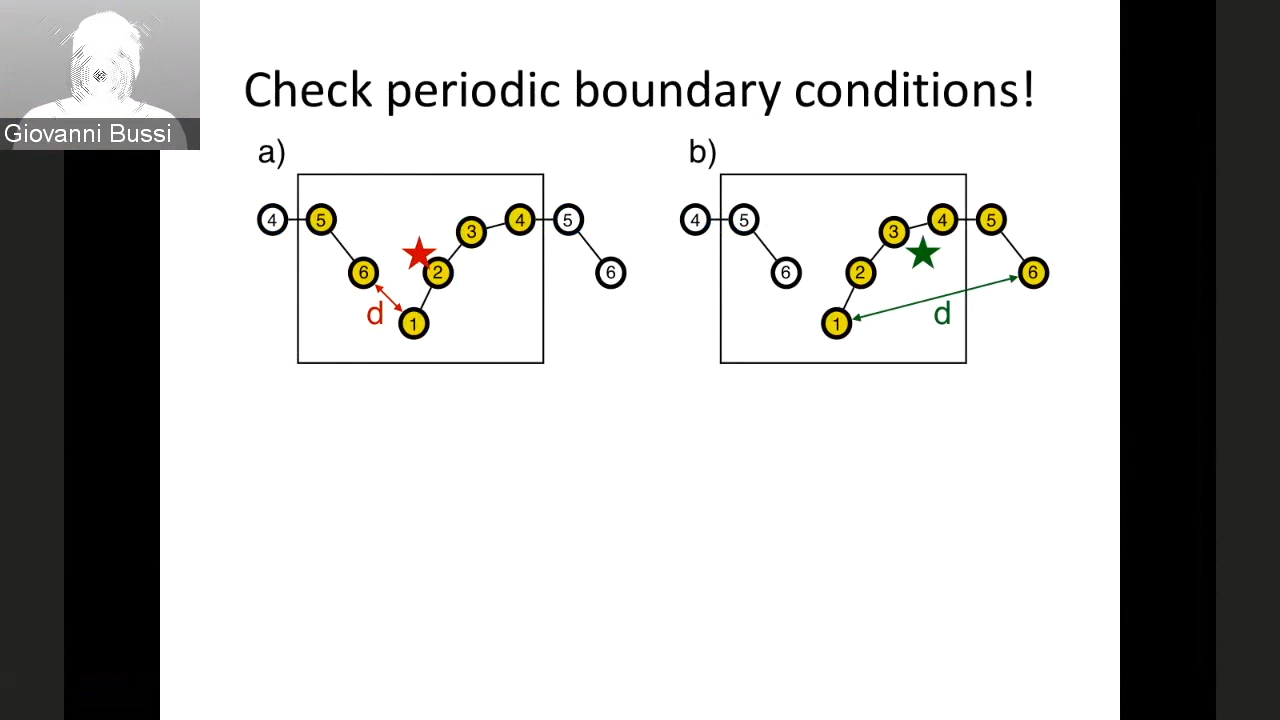 Giovanni Bussi
Check periodic boundary conditions!
a)
4 5 3 4 5
6 2 6
d 1
b)
4 5 3 4 5
6 2 6
1 d